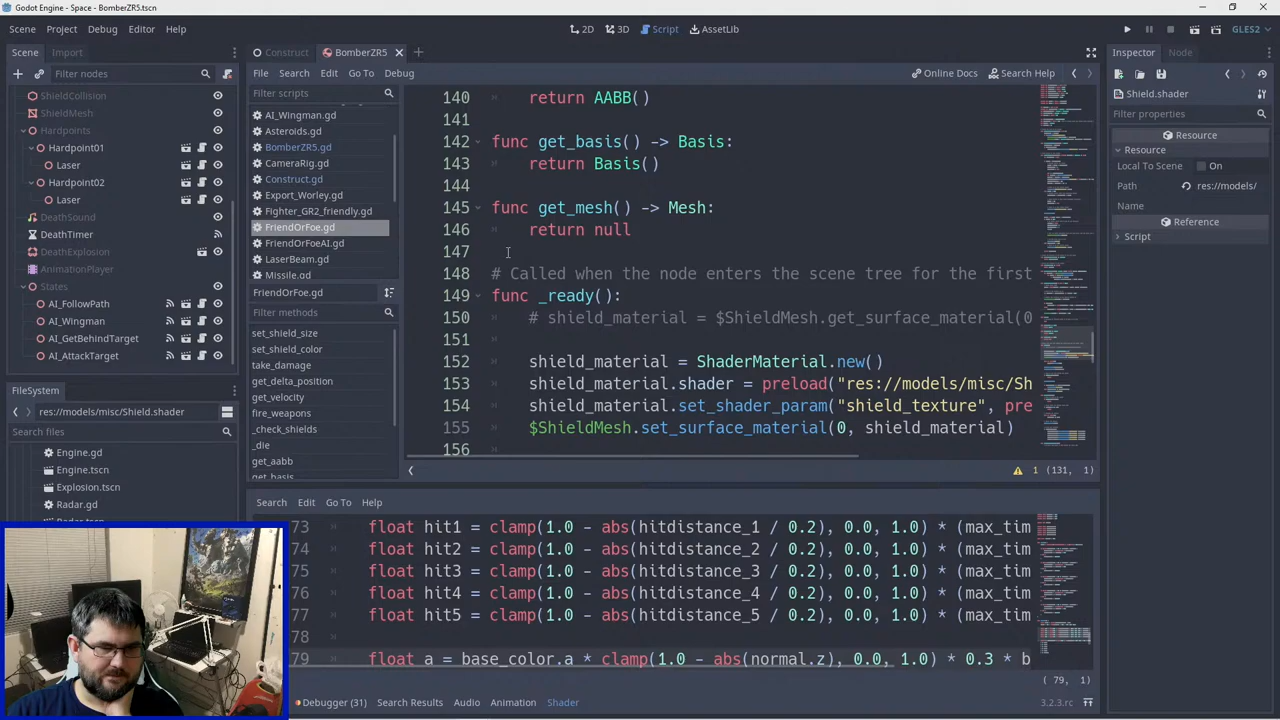 Godot Engine - Space - BomberZR5.tscn
Scene Project Debug Editor Help
2D 3D Script AssetLib
GLES2
Scene Import
Filter nodes
ShieldCollision
ShieldMesh
Hardpoints
Hardpoint01
Laser
Hardpoint02
Laser
DeathSound
DeathTimer
DeathExplosion
AnimationPlayer
States
AI_FollowPath
AI_Wingman
AI_GetBehindTarget
AI_AttackTarget
FileSystem
res://models/misc/Shield.shader
Search files
Engine.gd
Engine.tscn
Explosion.tscn
Radar.gd
Construct BomberZR5
File Search Edit Go To Debug
Online Docs Search Help
Filter scripts
AI_Wingman.gd
Asteroids.gd
BomberZR5.gd
CameraRig.gd
Construct.gd
Export_Worley.gd
Fighter_GR2_friendly.gd
FriendOrFoe.gd
FriendOrFoeAI.gd
LaserBeam.gd
Missile.gd
FriendOrFoe.gd
Filter methods
set_shield_size
set_shield_color
take_damage
get_delta_position
get_velocity
fire_weapons
_check_shields
_die
get_aabb
get_basis
140 return AABB()
141
142 func get_basis() -> Basis:
143 return Basis()
144
145 func get_mesh() -> Mesh:
146 return null
147
148 # Called when the node enters the scene tree for the first
149 func _ready():
150 # shield_material = $ShieldMesh.get_surface_material(0
151
152 shield_material = ShaderMaterial.new()
153 shield_material.shader = preload("res://models/misc/Sh
154 shield_material.set_shader_param("shield_texture", pre
155 $ShieldMesh.set_surface_material(0, shield_material)
156
1 (131, 1)
Search Edit Go To Help
73 float hit1 = clamp(1.0 - abs(hitdistance_1 / 0.2), 0.0, 1.0) * (max_tim
74 float hit2 = clamp(1.0 - abs(hitdistance_2 / 0.2), 0.0, 1.0) * (max_tim
75 float hit3 = clamp(1.0 - abs(hitdistance_3 / 0.2), 0.0, 1.0) * (max_tim
76 float hit4 = clamp(1.0 - abs(hitdistance_4 / 0.2), 0.0, 1.0) * (max_tim
77 float hit5 = clamp(1.0 - abs(hitdistance_5 / 0.2), 0.0, 1.0) * (max_tim
78
79 float a = base_color.a * clamp(1.0 - abs(normal.z), 0.0, 1.0) * 0.3 * b
( 79, 1)
Debugger (31) Search Results Audio Animation Shader
3.2.3.rc
Inspector Node
Shield.shader
Filter properties
Resource
Resource
Local To Scene On
Path res://models/
Name:
Reference
Script